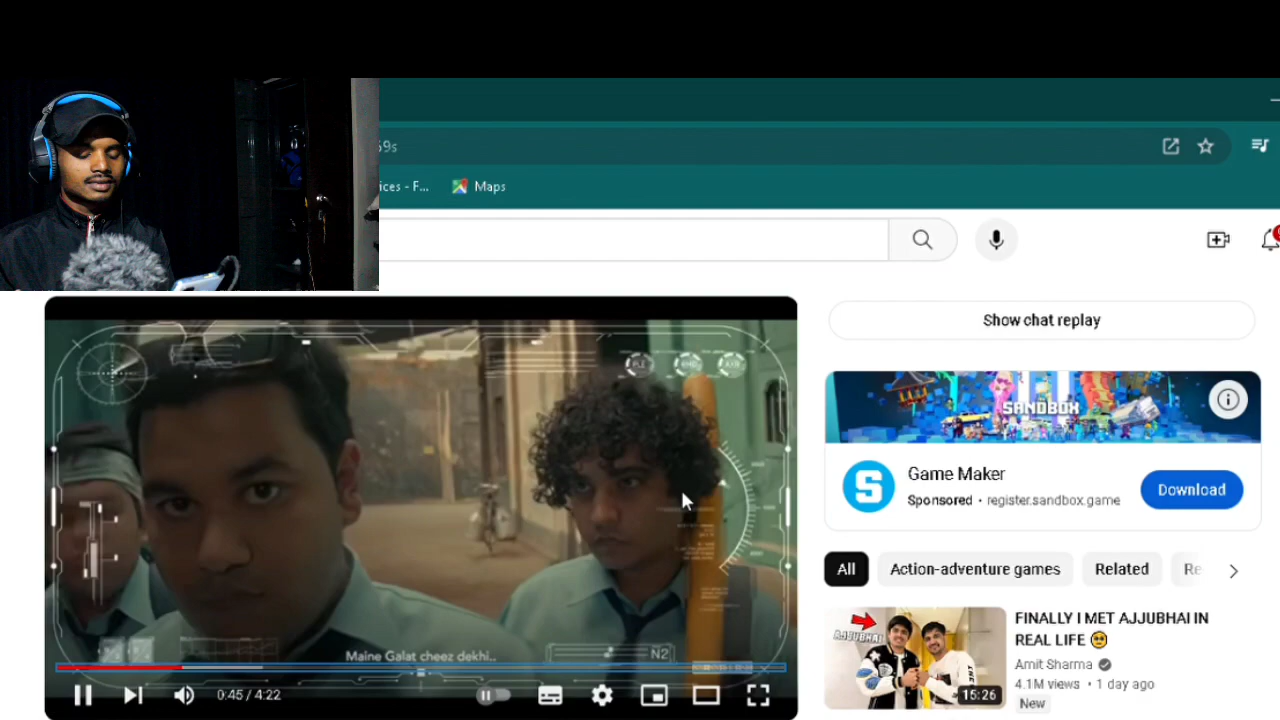 69s
ices - F...
Maps
Show chat replay
SANDBOX
Game Maker
Sponsored · register.sandbox.game
Download
All
Action-adventure games
Related
Re
N2
Maine Galat cheez dekhi..
0:45 / 4:22
AJJUBHAI
15:26
FINALLY I MET AJJUBHAI IN
REAL LIFE 🥹
Amit Sharma
4.1M views • 1 day ago
New